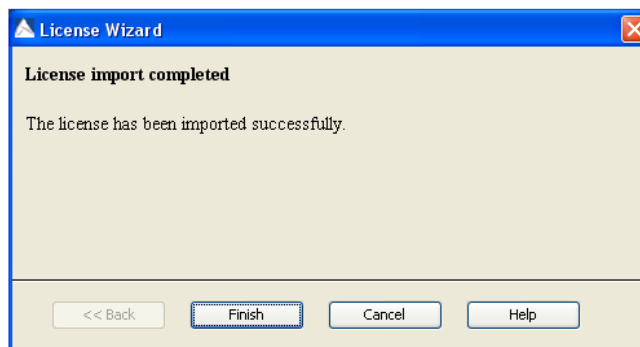 License Wizard
License import completed
The license has been imported successfully.
<< Back Finish Cancel Help